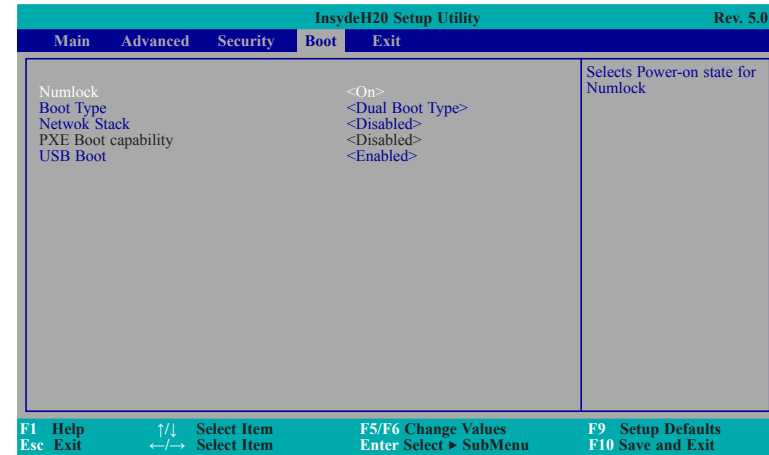 InsydeH20 Setup Utility Rev. 5.0
Main Advanced Security Boot Exit
Selects Power-on state for
Numlock
Numlock <On>
Boot Type <Dual Boot Type>
Netwok Stack <Disabled>
PXE Boot capability <Disabled>
USB Boot <Enabled>
F1 Help ↑/↓ Select Item F5/F6 Change Values F9 Setup Defaults
Esc Exit ←/→ Select Item Enter Select ▶ SubMenu F10 Save and Exit